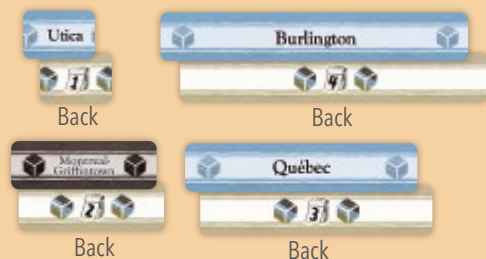 Utica
Burlington
1
4
Back
Back
Montreal-
Griffintown
Québec
2
3
Back
Back